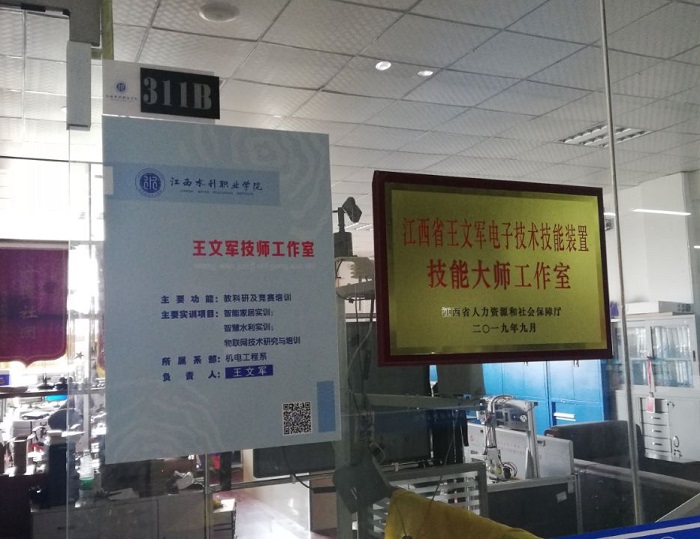 311B
江西水利职业学院
王文军技师工作室
主要功能：教科研及竞赛培训
主要实训项目：智能家居实训；
智慧水利实训；
物联网技术研究与培训
所属系部：机电工程系
负责人：王文军
江西省王文军电子技术技能装置
技能大师工作室
江西省人力资源和社会保障厅
二〇一九年九月